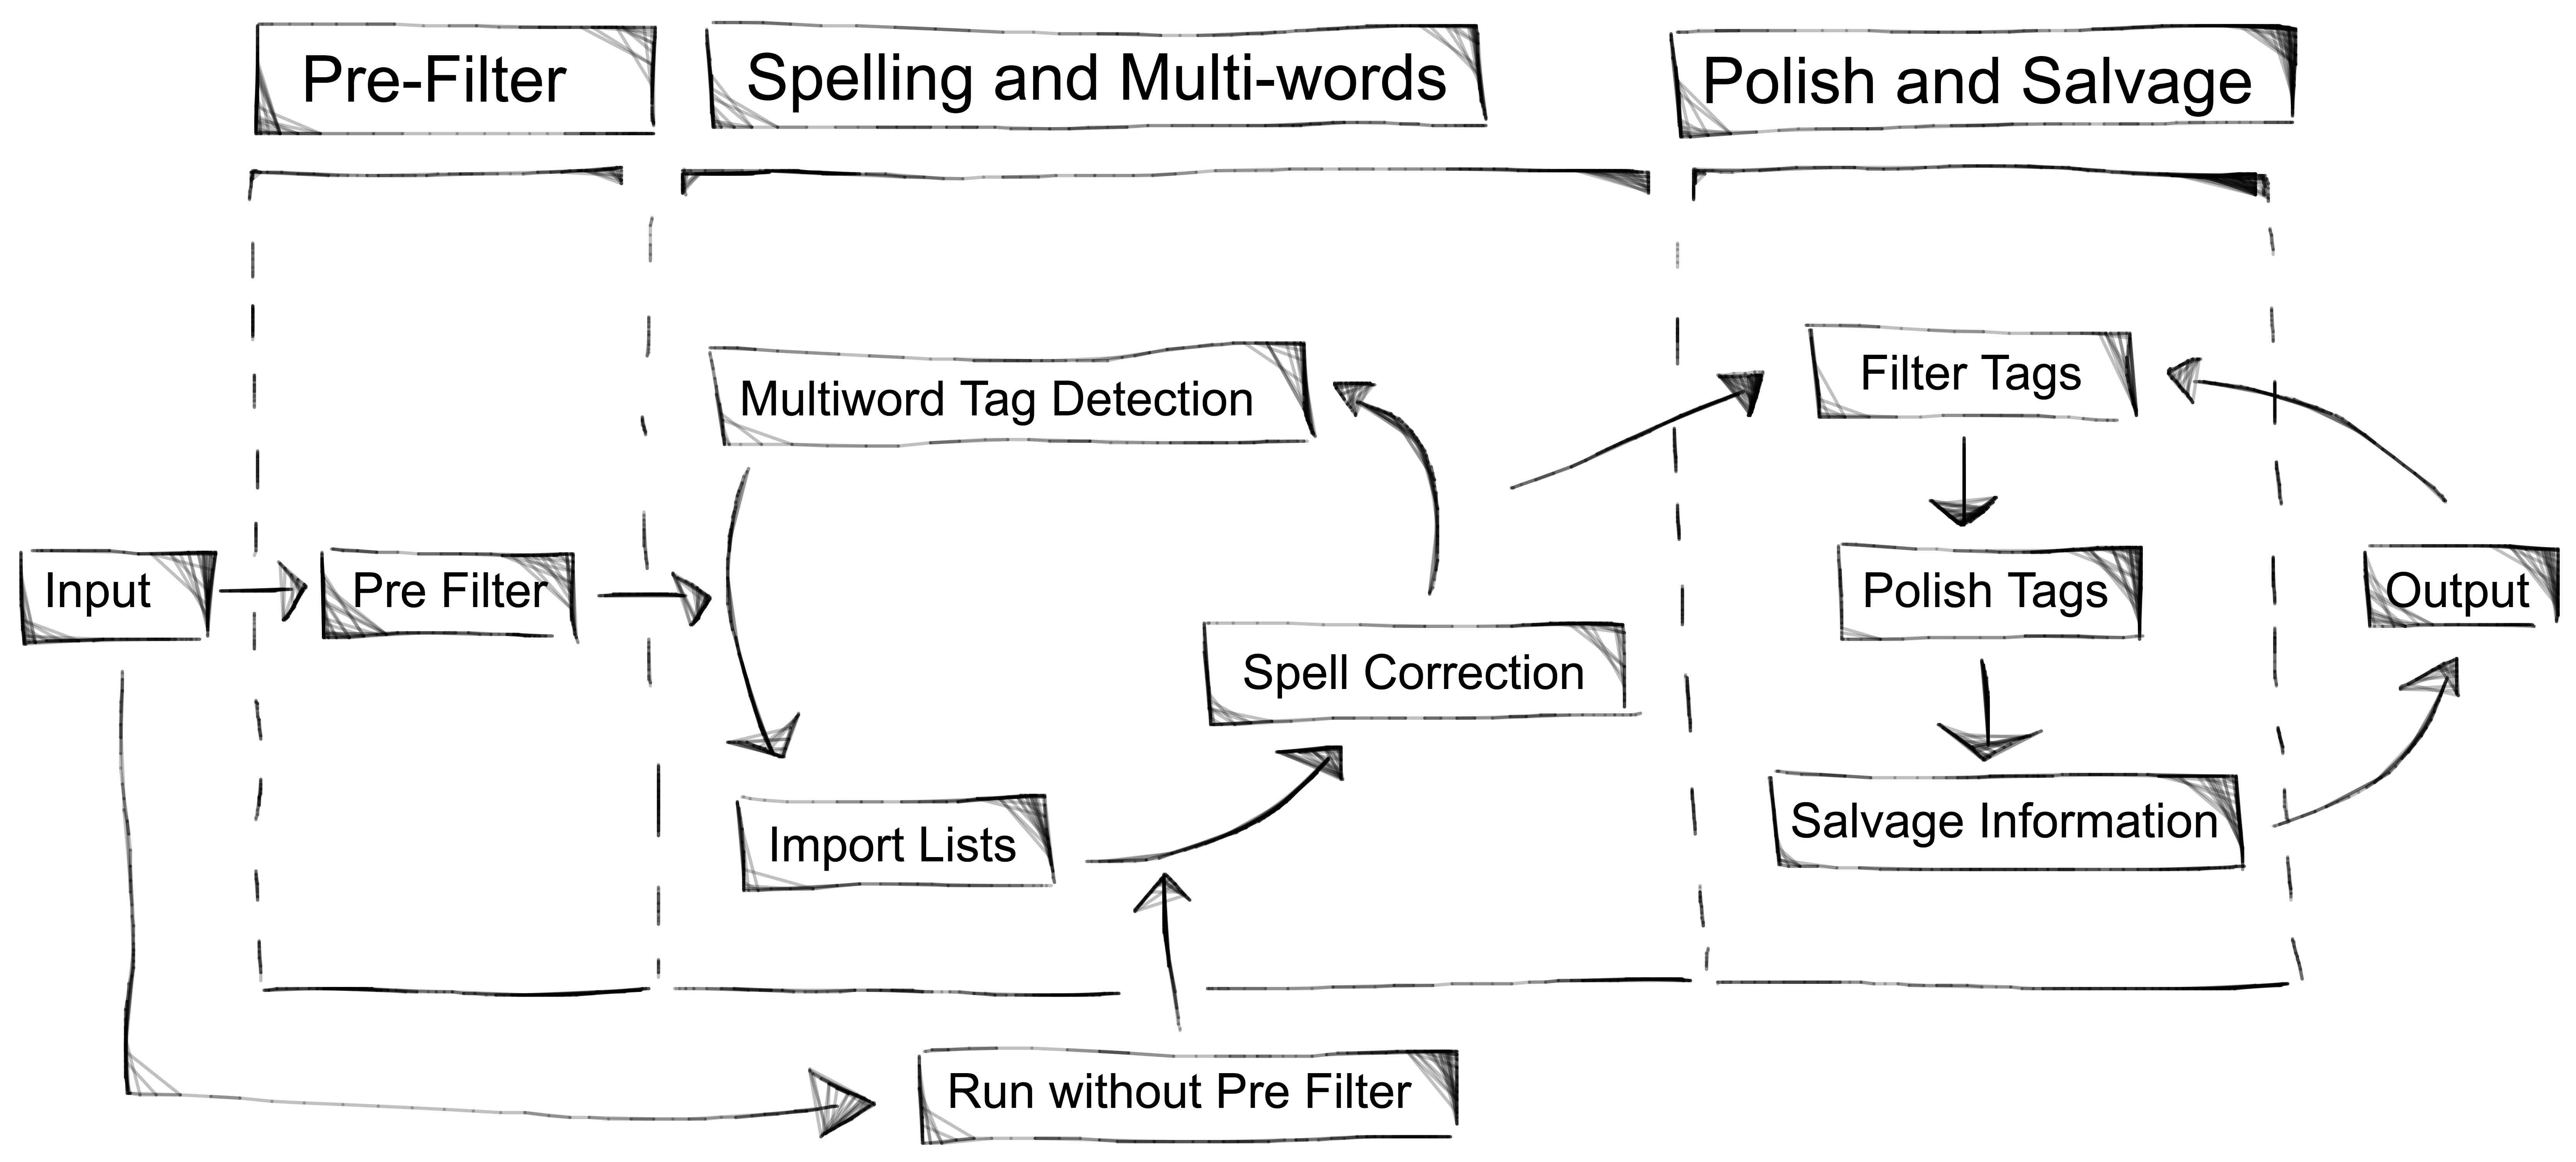 Pre-Filter
Spelling and Multi-words
Polish and Salvage
Multiword Tag Detection
Filter Tags
Input
Pre Filter
Polish Tags
Output
Spell Correction
Import Lists
Salvage Information
Run without Pre Filter